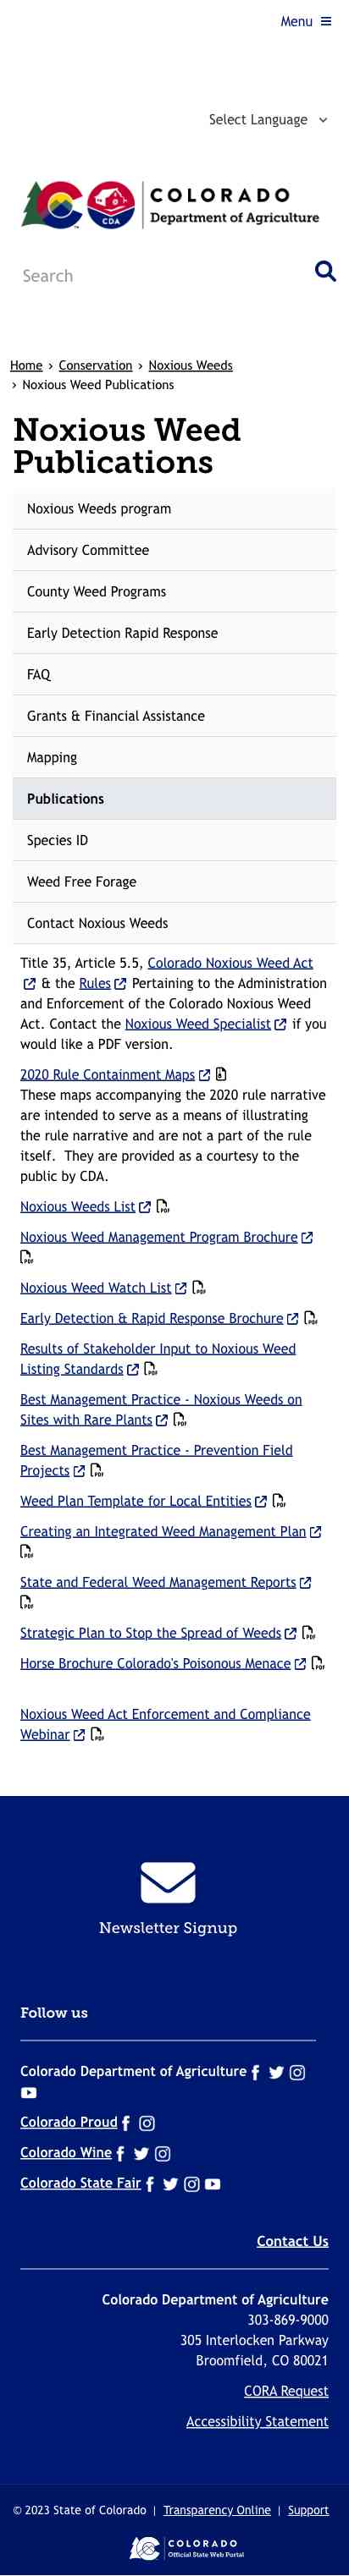 Menu
Select Language
CDA
COLORADO
Department of Agriculture
Search
Home › Conservation › Noxious Weeds
› Noxious Weed Publications
Noxious Weed
Publications
Noxious Weeds program
Advisory Committee
County Weed Programs
Early Detection Rapid Response
FAQ
Grants & Financial Assistance
Mapping
Publications
Species ID
Weed Free Forage
Contact Noxious Weeds
Title 35, Article 5.5, Colorado Noxious Weed Act
& the Rules Pertaining to the Administration
and Enforcement of the Colorado Noxious Weed
Act. Contact the Noxious Weed Specialist if you
would like a PDF version.
2020 Rule Containment Maps
These maps accompanying the 2020 rule narrative
are intended to serve as a means of illustrating
the rule narrative and are not a part of the rule
itself.  They are provided as a courtesy to the
public by CDA.
Noxious Weeds List
Noxious Weed Management Program Brochure
Noxious Weed Watch List
Early Detection & Rapid Response Brochure
Results of Stakeholder Input to Noxious Weed
Listing Standards
Best Management Practice - Noxious Weeds on
Sites with Rare Plants
Best Management Practice - Prevention Field
Projects
Weed Plan Template for Local Entities
Creating an Integrated Weed Management Plan
State and Federal Weed Management Reports
Strategic Plan to Stop the Spread of Weeds
Horse Brochure Colorado's Poisonous Menace
Noxious Weed Act Enforcement and Compliance
Webinar
Newsletter Signup
Follow us
Colorado Department of Agriculture
Colorado Proud
Colorado Wine
Colorado State Fair
Contact Us
Colorado Department of Agriculture
303-869-9000
305 Interlocken Parkway
Broomfield, CO 80021
CORA Request
Accessibility Statement
© 2023 State of Colorado | Transparency Online | Support
COLORADO
Official State Web Portal